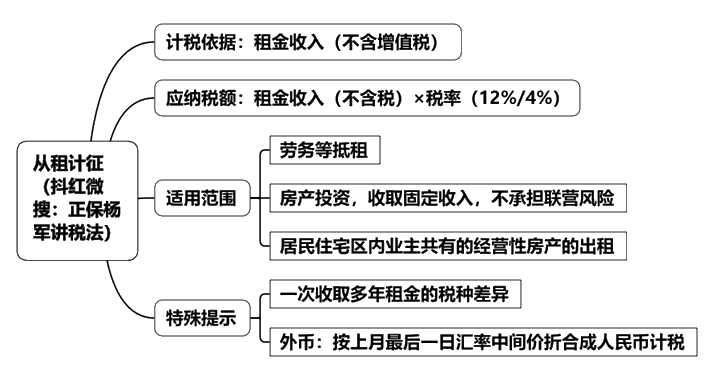 计税依据：租金收入（不含增值税）
应纳税额：租金收入（不含税）×税率（12%/4%）
从租计征
（抖红微
搜：正保杨
军讲税法）
适用范围
劳务等抵租
房产投资，收取固定收入，不承担联营风险
居民住宅区内业主共有的经营性房产的出租
特殊提示
一次收取多年租金的税种差异
外币：按上月最后一日汇率中间价折合成人民币计税